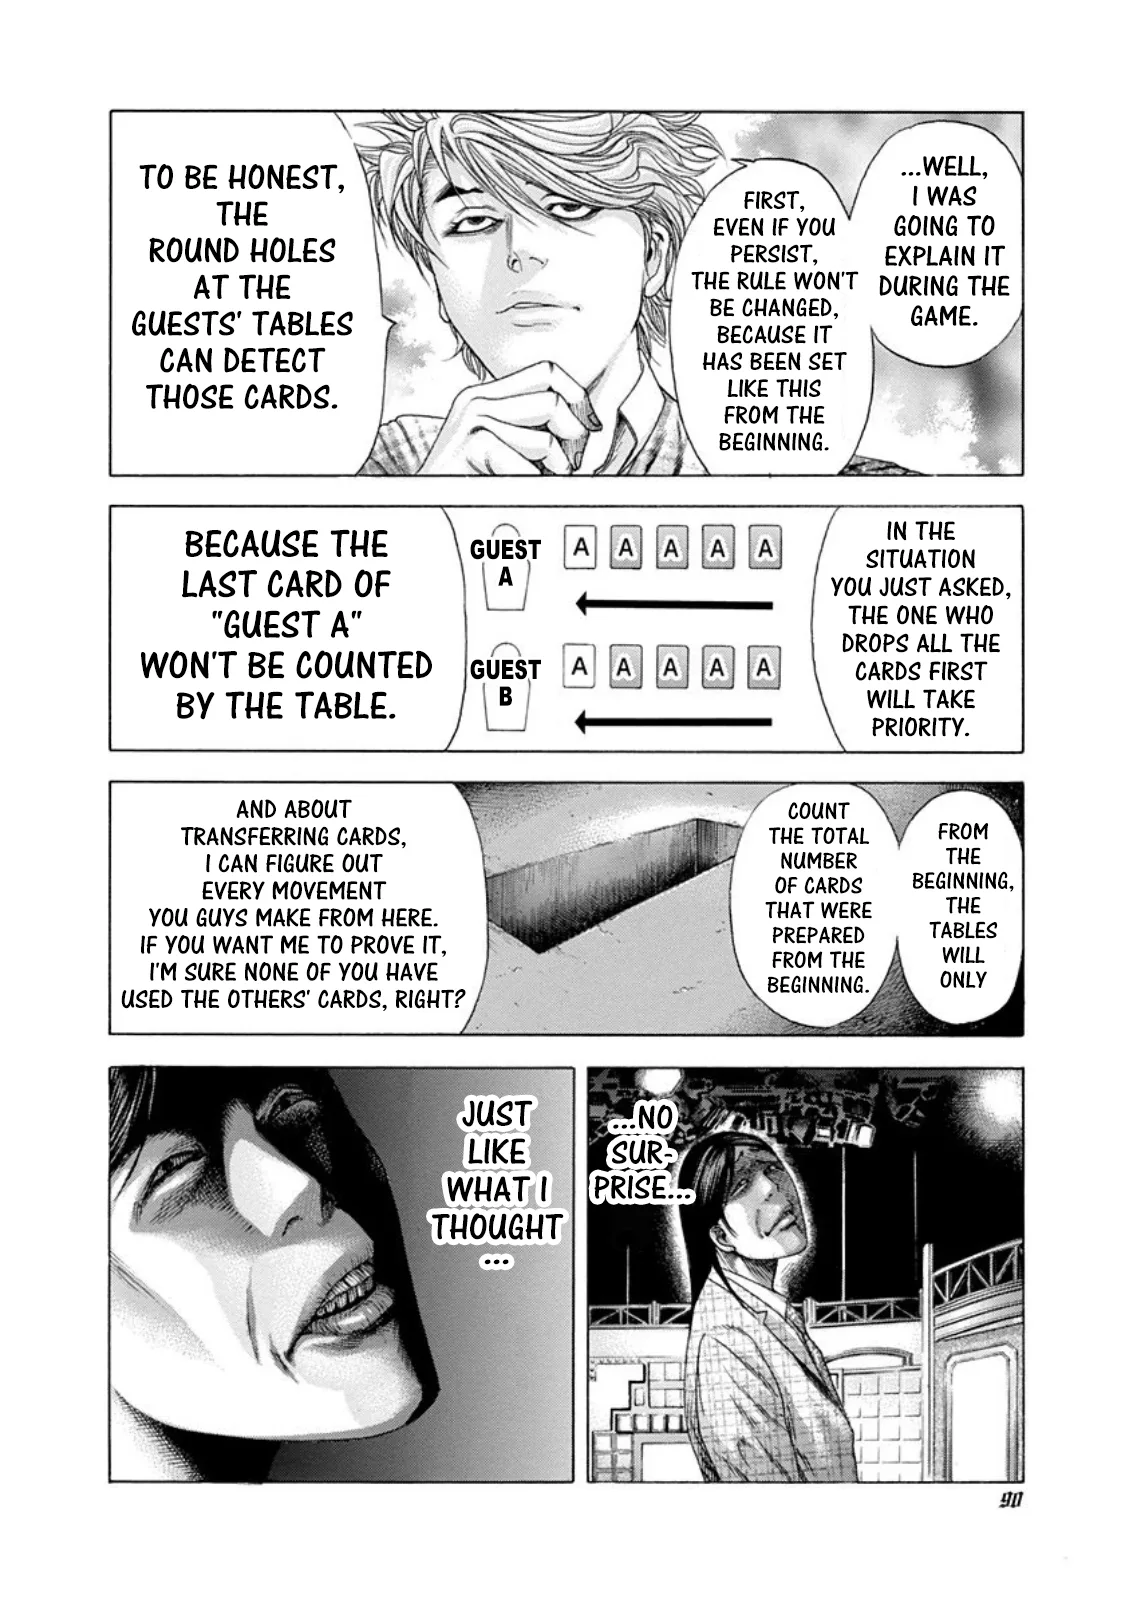 ...WELL,
I WAS
GOING TO
EXPLAIN IT
DURING THE
GAME.
FIRST,
EVEN IF YOU
PERSIST,
THE RULE WON'T
BE CHANGED,
BECAUSE IT
HAS BEEN SET
LIKE THIS
FROM THE
BEGINNING.
TO BE HONEST,
THE
ROUND HOLES
AT THE
GUESTS' TABLES
CAN DETECT
THOSE CARDS.
IN THE
SITUATION
YOU JUST ASKED,
THE ONE WHO
DROPS ALL THE
CARDS FIRST
WILL TAKE
PRIORITY.
GUEST
A
A A A A A
GUEST
B
A A A A A
BECAUSE THE
LAST CARD OF
"GUEST A"
WON'T BE COUNTED
BY THE TABLE.
FROM
THE
BEGINNING,
THE
TABLES
WILL
ONLY
COUNT
THE TOTAL
NUMBER
OF CARDS
THAT WERE
PREPARED
FROM THE
BEGINNING.
AND ABOUT
TRANSFERRING CARDS,
I CAN FIGURE OUT
EVERY MOVEMENT
YOU GUYS MAKE FROM HERE.
IF YOU WANT ME TO PROVE IT,
I'M SURE NONE OF YOU HAVE
USED THE OTHERS' CARDS, RIGHT?
...NO
SUR-
PRISE...
JUST
LIKE
WHAT I
THOUGHT
...
90